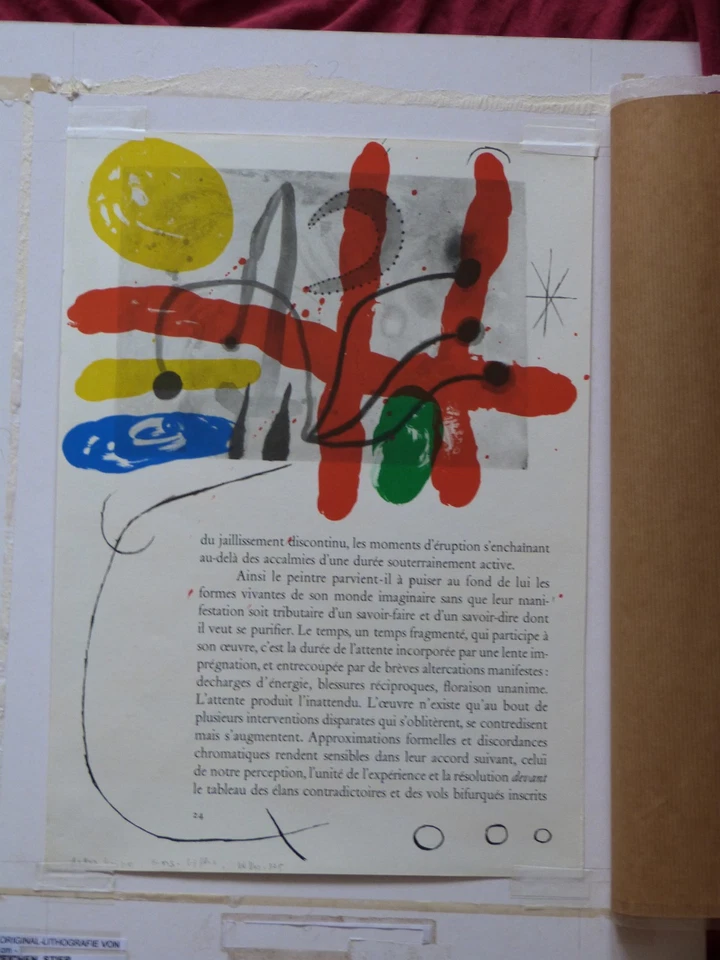 du jaillissement discontinu, les moments d'éruption s'enchaînant
au-delà des accalmies d'une durée souterrainement active.
Ainsi le peintre parvient-il à puiser au fond de lui les
formes vivantes de son monde imaginaire sans que leur mani-
festation soit tributaire d'un savoir-faire et d'un savoir-dire dont
il veut se purifier. Le temps, un temps fragmenté, qui participe à
son œuvre, c'est la durée de l'attente incorporée par une lente im-
prégnation, et entrecoupée par de brèves altercations manifestes :
decharges d'énergie, blessures réciproques, floraison unanime.
L'attente produit l'inattendu. L'œuvre n'existe qu'au bout de
plusieurs interventions disparates qui s'oblitèrent, se contredisent
mais s'augmentent. Approximations formelles et discordances
chromatiques rendent sensibles dans leur accord suivant, celui
de notre perception, l'unité de l'expérience et la résolution devant
le tableau des élans contradictoires et des vols bifurqués inscrits
24
ORIGINAL-LITHOGRAFIE VON